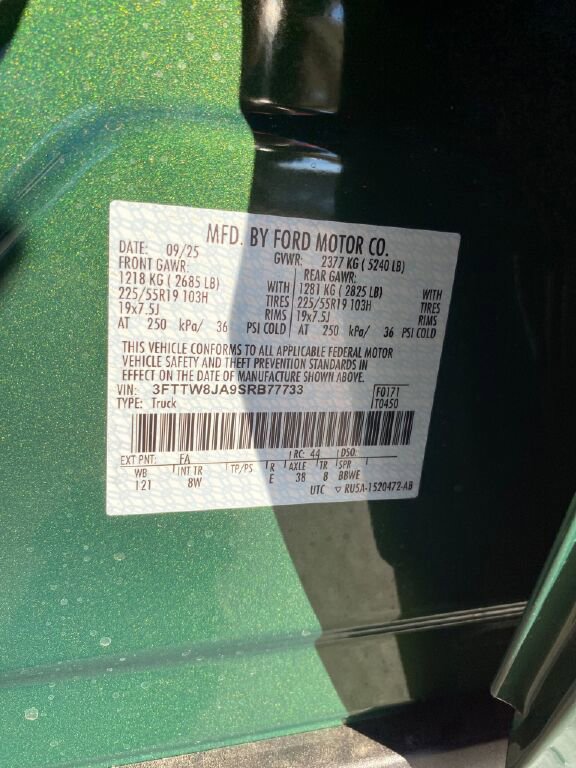 MFD. BY FORD MOTOR CO.
DATE: 09/25 GVWR: 2377 KG ( 5240 LB)
FRONT GAWR: REAR GAWR:
1218 KG ( 2685 LB) WITH 1281 KG ( 2825 LB) WITH
225/55R19 103H TIRES 225/55R19 103H TIRES
19x7.5J RIMS 19x7.5J RIMS
AT 250 kPa/ 36 PSI COLD AT 250 kPa/ 36 PSI COLD
THIS VEHICLE CONFORMS TO ALL APPLICABLE FEDERAL MOTOR
VEHICLE SAFETY AND THEFT PREVENTION STANDARDS IN
EFFECT ON THE DATE OF MANUFACTURE SHOWN ABOVE.
VIN: 3FTTW8JA9SRB77733 F0171
TYPE: Truck T0450
EXT PNT: FA RC: 44 DSO:
WB INT TR TP/PS R AXLE TR SPR
121 8W E 38 8 BBWE
UTC ▽ RU5A-1520472-AB